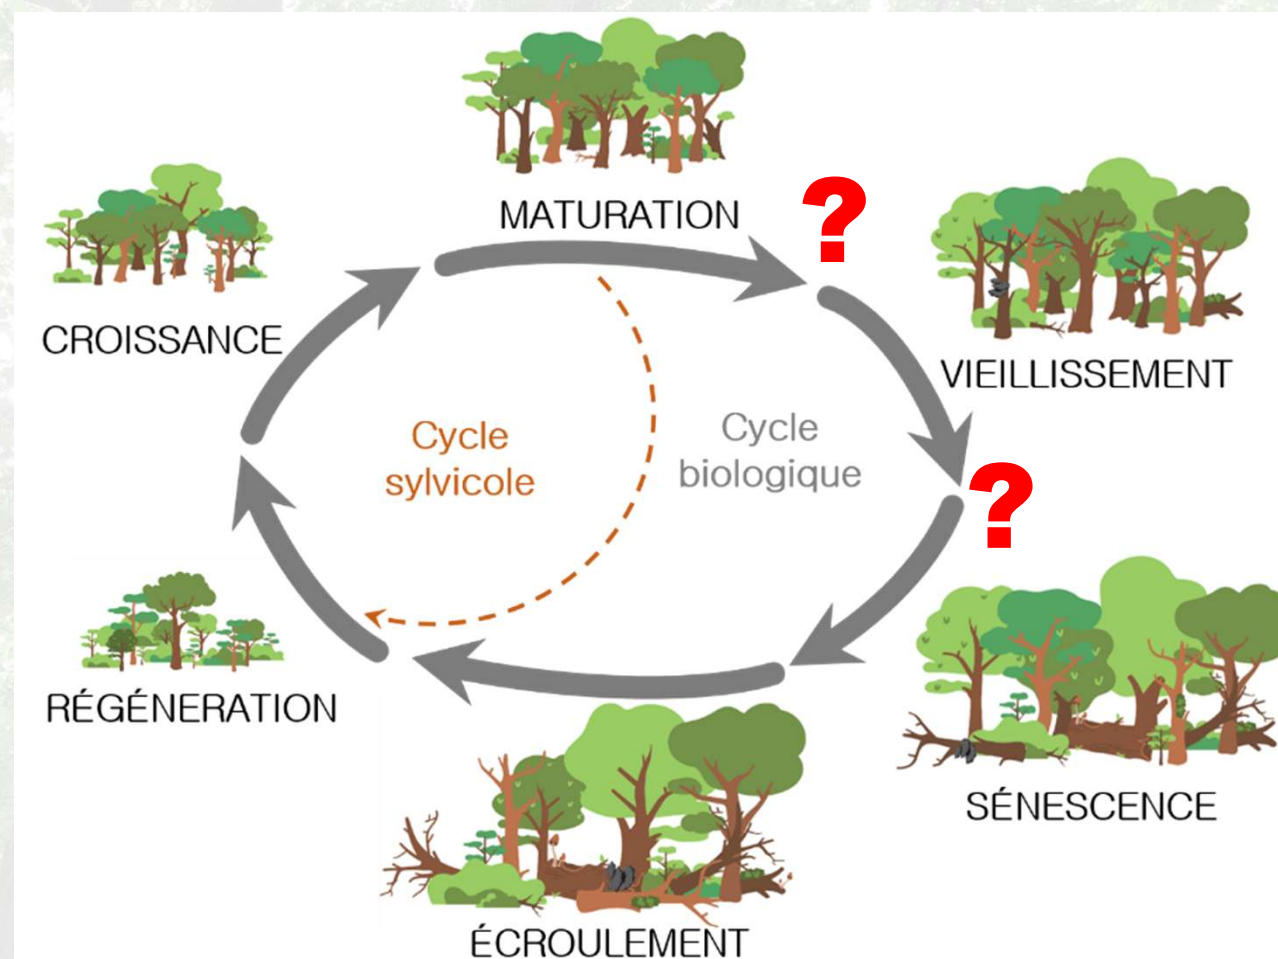 MATURATION
?
CROISSANCE
VIEILLISSEMENT
Cycle
sylvicole
Cycle
biologique
?
RÉGÉNERATION
SÉNESCENCE
ÉCROULEMENT